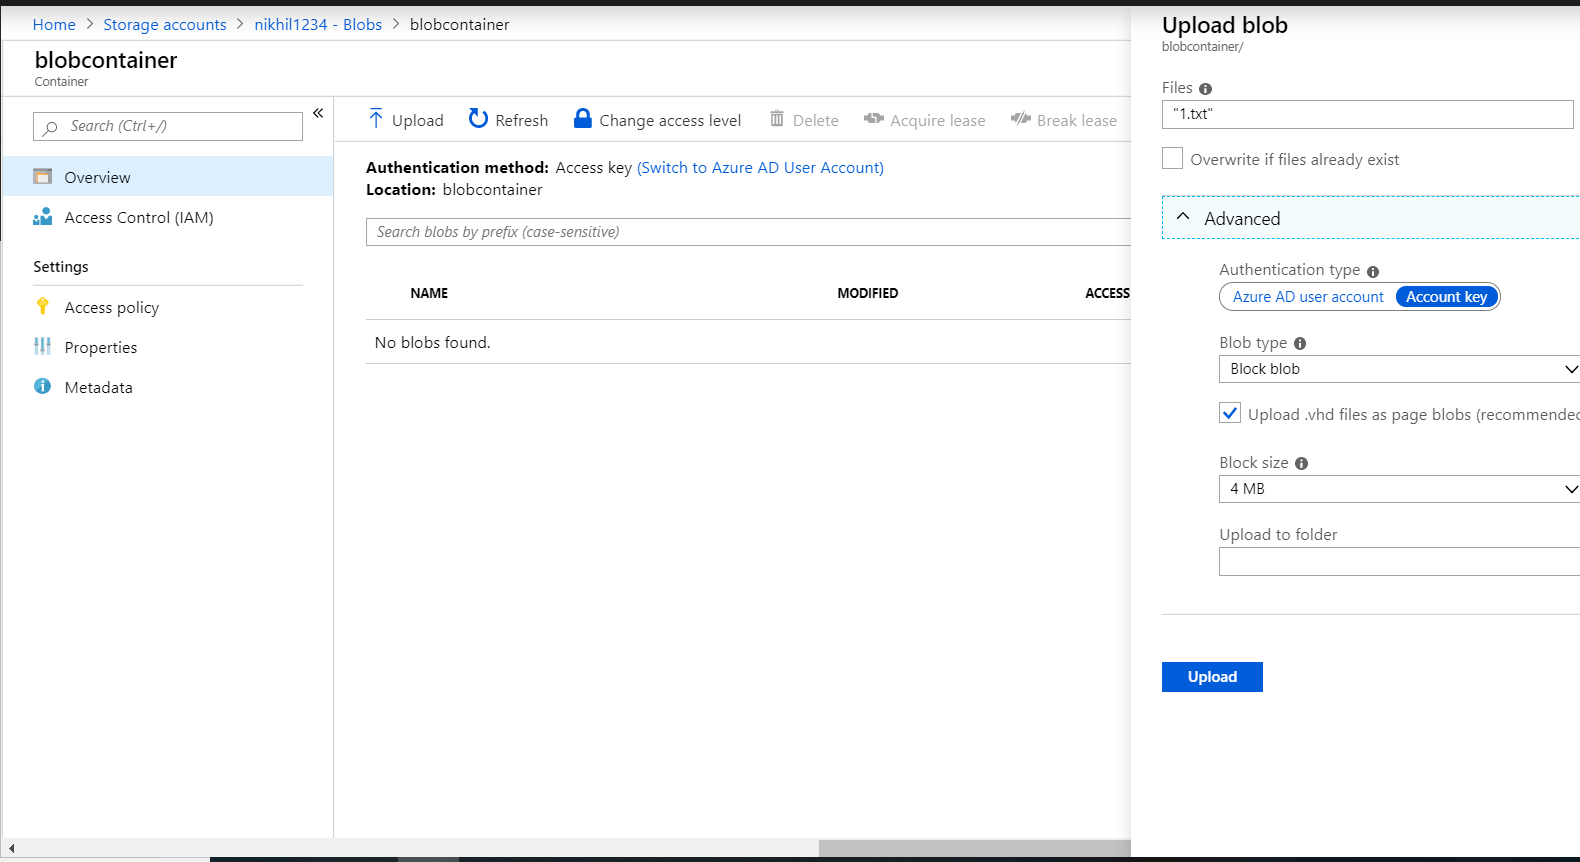 Home > Storage accounts > nikhil1234 - Blobs > blobcontainer
blobcontainer
Container
Search (Ctrl+/)
Overview
Access Control (IAM)
Settings
Access policy
Properties
Metadata
Upload Refresh Change access level Delete Acquire lease Break lease
Authentication method: Access key (Switch to Azure AD User Account)
Location: blobcontainer
Search blobs by prefix (case-sensitive)
NAME MODIFIED ACCESS
No blobs found.
Upload blob
blobcontainer/
Files
"1.txt"
Overwrite if files already exist
Advanced
Authentication type
Azure AD user account Account key
Blob type
Block blob
Upload .vhd files as page blobs (recommended
Block size
4 MB
Upload to folder
Upload